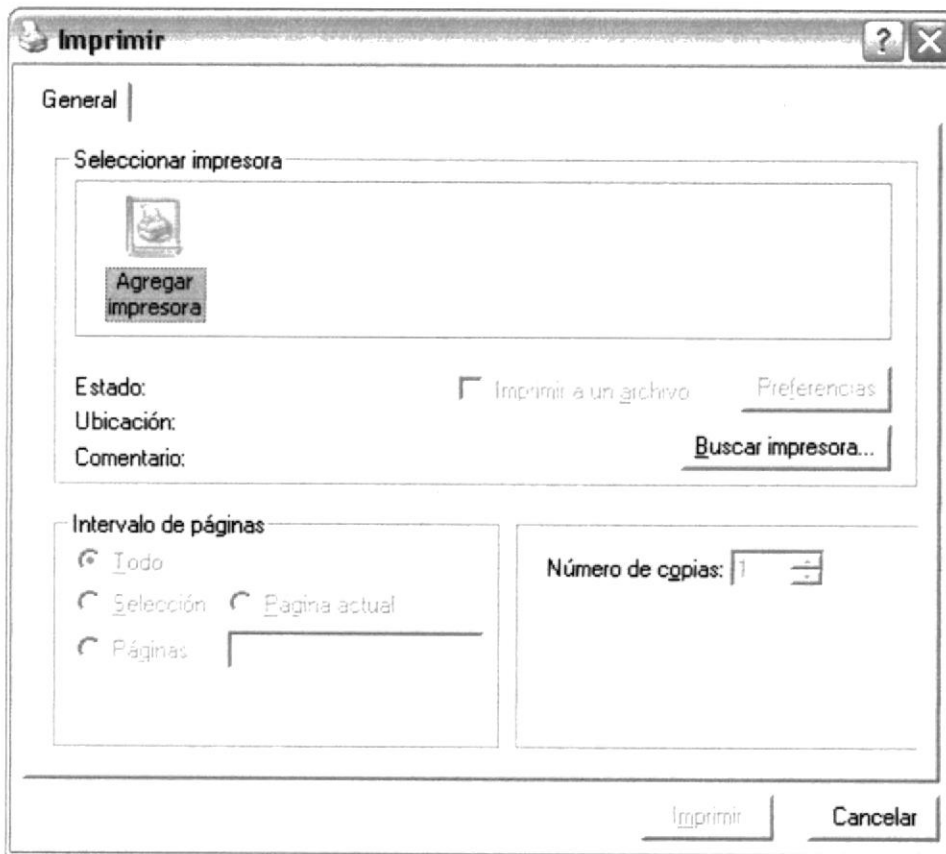 Imprimir
General
Seleccionar impresora
Agregar
impresora
Estado:
Imprimir a un archivo
Preferencias
Ubicación:
Buscar impresora...
Comentario:
Intervalo de páginas
Todo
Selección
Pagina actual
Páginas
Número de copias: 1
Imprimir
Cancelar